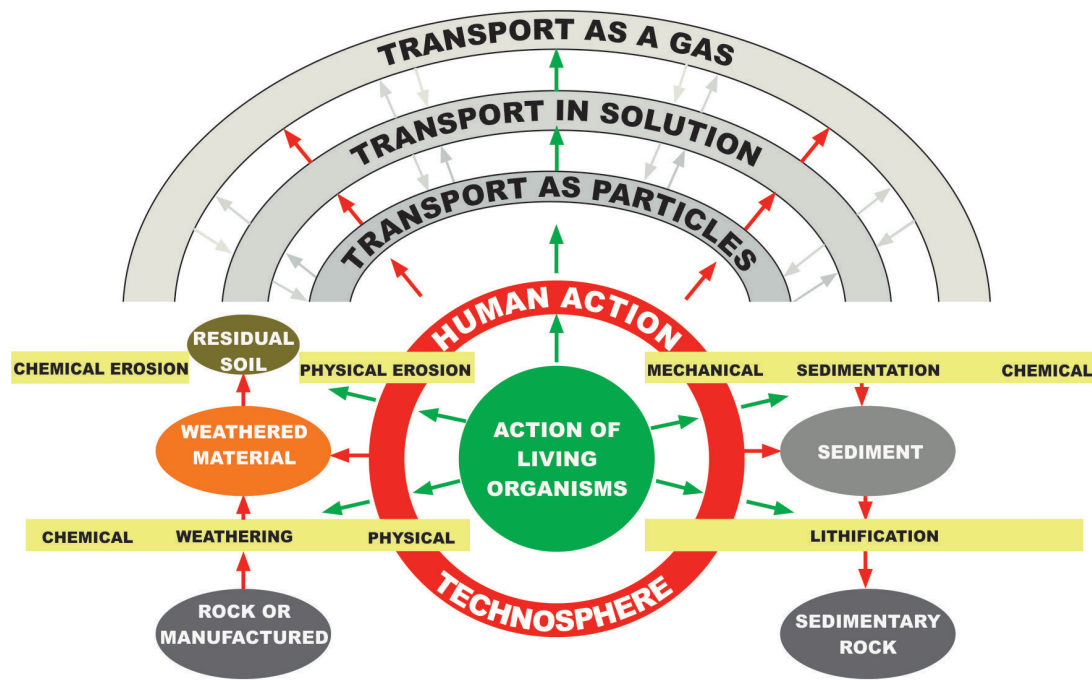 TRANSPORT AS A GAS
TRANSPORT IN SOLUTION
TRANSPORT AS PARTICLES
HUMAN ACTION
RESIDUAL
SOIL
CHEMICAL EROSION
PHYSICAL EROSION
MECHANICAL
SEDIMENTATION
CHEMICAL
WEATHERED
MATERIAL
ACTION OF
LIVING
ORGANISMS
SEDIMENT
CHEMICAL
WEATHERING
PHYSICAL
LITHIFICATION
TECHNOSPHERE
ROCK OR
MANUFACTURED
SEDIMENTARY
ROCK